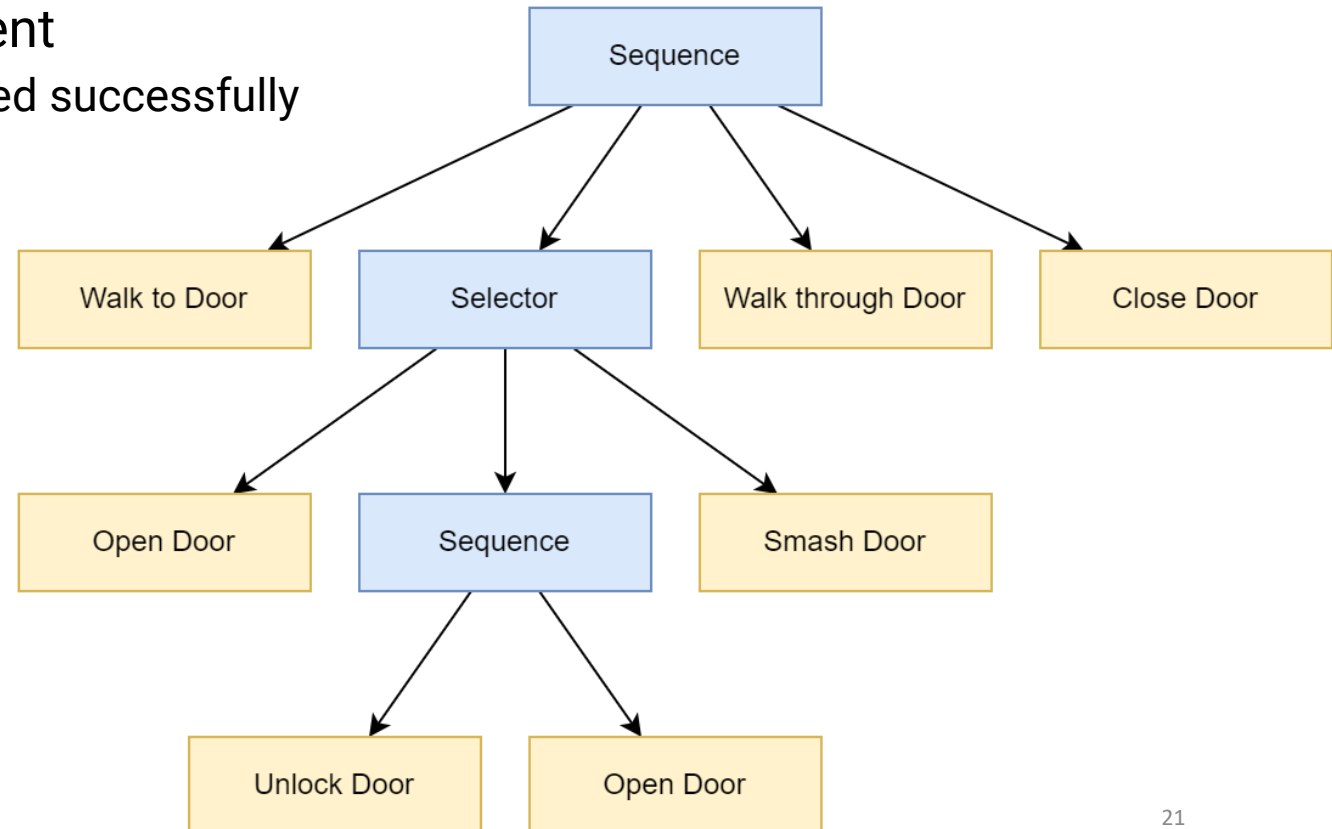 ent
ed successfully
Sequence
Walk to Door
Selector
Walk through Door
Close Door
Open Door
Sequence
Smash Door
Unlock Door
Open Door
21